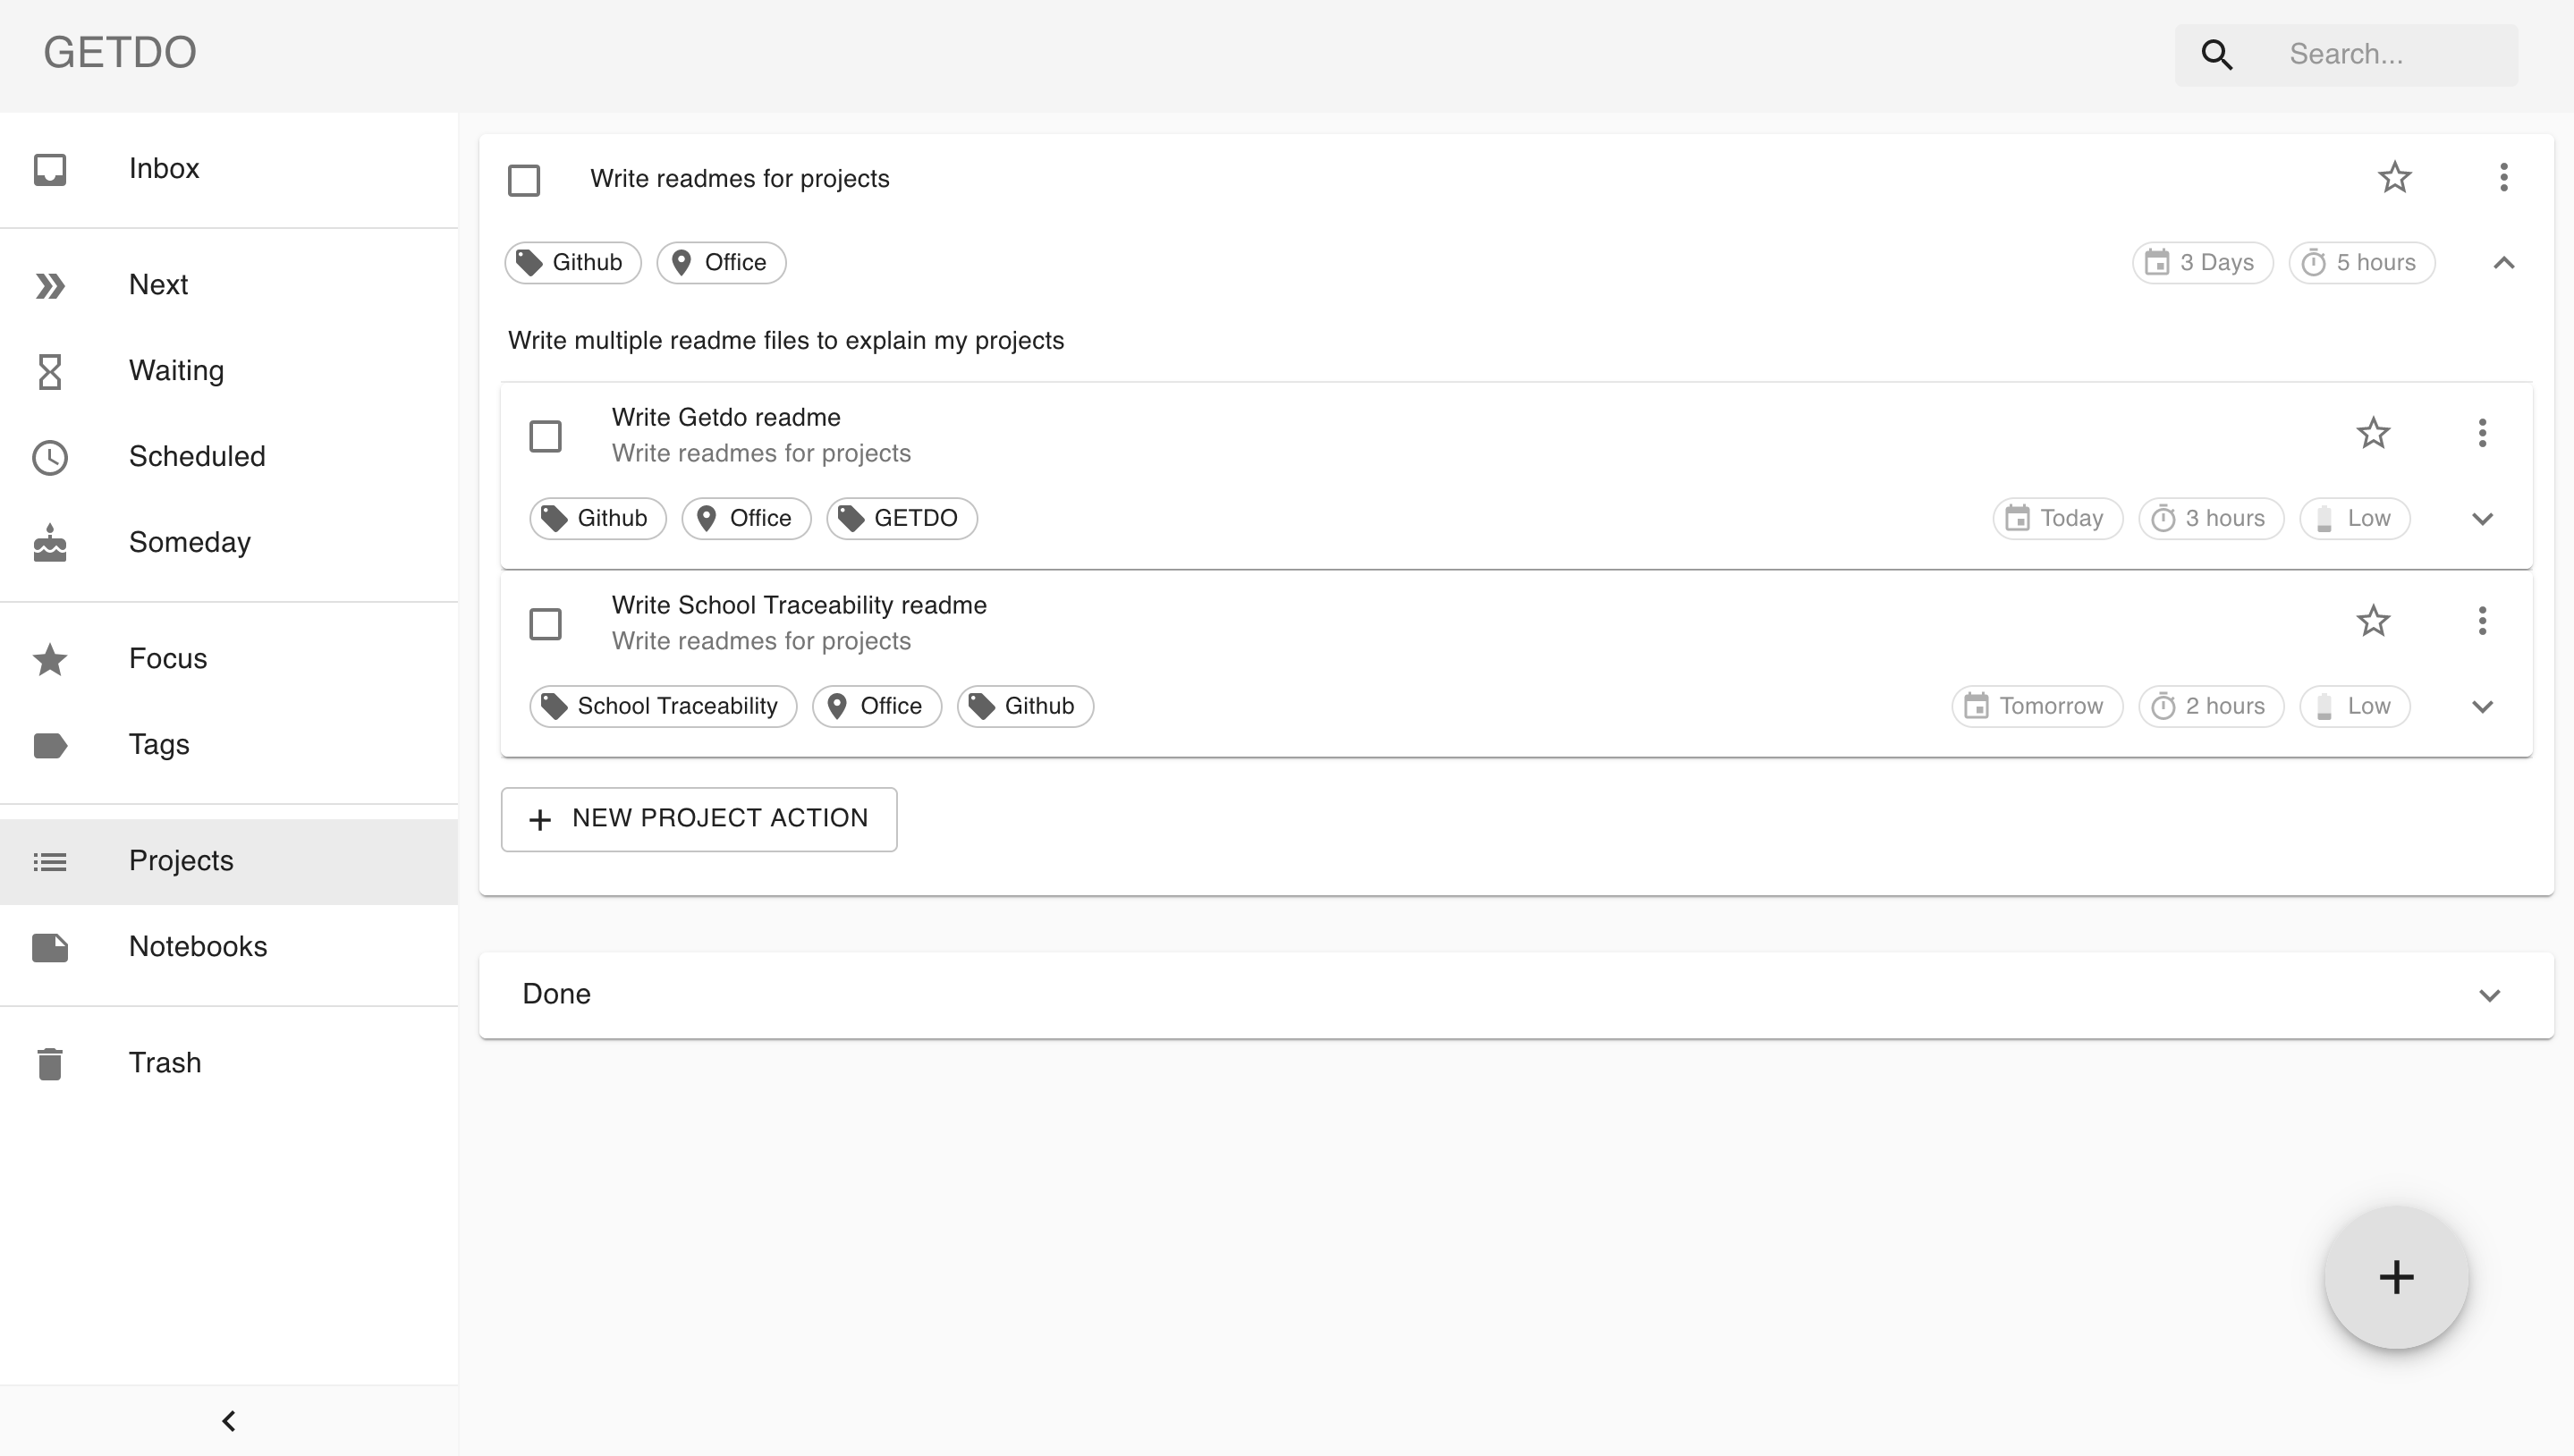 GETDO
Search...
Inbox
Next
Waiting
Scheduled
Someday
Focus
Tags
Projects
Notebooks
Trash
Write readmes for projects
Github Office 3 Days 5 hours
Write multiple readme files to explain my projects
Write Getdo readme
Write readmes for projects
Github Office GETDO Today 3 hours Low
Write School Traceability readme
Write readmes for projects
School Traceability Office Github Tomorrow 2 hours Low
NEW PROJECT ACTION
Done